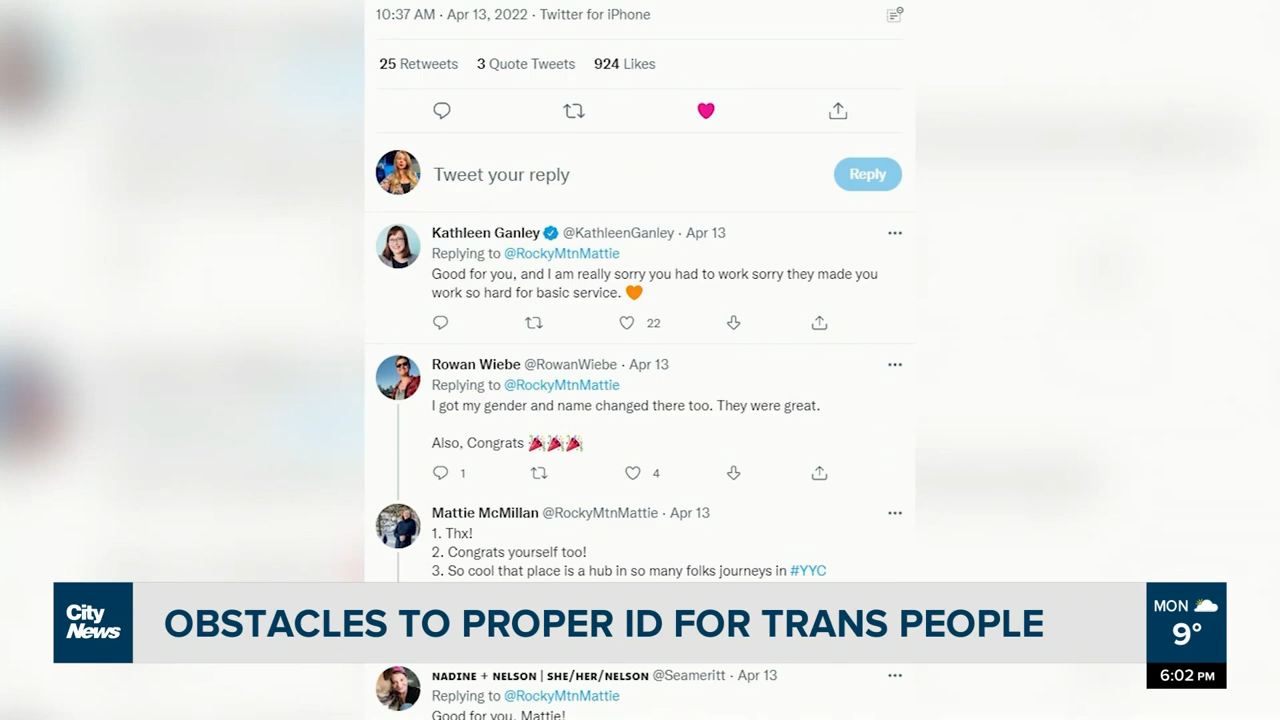 10:37 AM · Apr 13, 2022 · Twitter for iPhone
25 Retweets 3 Quote Tweets 924 Likes
Tweet your reply
Reply
Kathleen Ganley @KathleenGanley · Apr 13
Replying to @RockyMtnMattie
Good for you, and I am really sorry you had to work sorry they made you
work so hard for basic service. 🧡
22
Rowan Wiebe @RowanWiebe · Apr 13
Replying to @RockyMtnMattie
I got my gender and name changed there too. They were great.
Also, Congrats 🎉🎉🎉
1 4
Mattie McMillan @RockyMtnMattie · Apr 13
1. Thx!
2. Congrats yourself too!
3. So cool that place is a hub in so many folks journeys in #YYC
City
News
OBSTACLES TO PROPER ID FOR TRANS PEOPLE
MON
9°
6:02 PM
ɴᴀᴅɪɴᴇ + ɴᴇʟꜱᴏɴ | ꜱʜᴇ/ʜᴇʀ/ɴᴇʟꜱᴏɴ @Seameritt · Apr 13
Replying to @RockyMtnMattie
Good for you, Mattie!